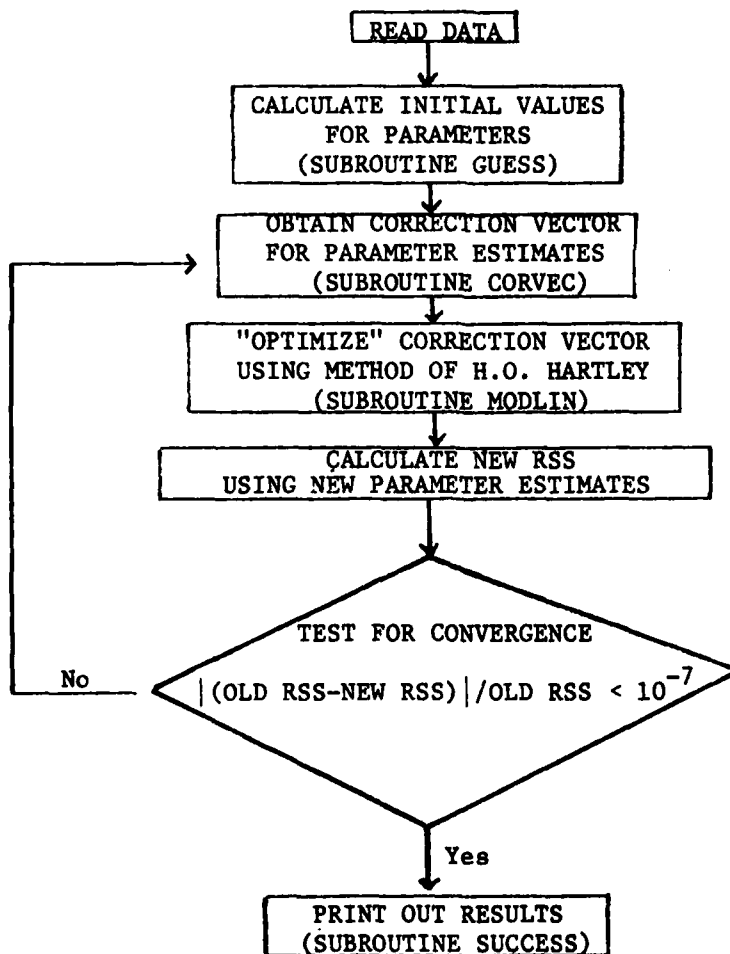 READ DATA
CALCULATE INITIAL VALUES
FOR PARAMETERS
(SUBROUTINE GUESS)
OBTAIN CORRECTION VECTOR
FOR PARAMETER ESTIMATES
(SUBROUTINE CORVEC)
"OPTIMIZE" CORRECTION VECTOR
USING METHOD OF H.O. HARTLEY
(SUBROUTINE MODLIN)
CALCULATE NEW RSS
USING NEW PARAMETER ESTIMATES
TEST FOR CONVERGENCE
No
|(OLD RSS-NEW RSS)|/OLD RSS < 10⁻⁷
Yes
PRINT OUT RESULTS
(SUBROUTINE SUCCESS)